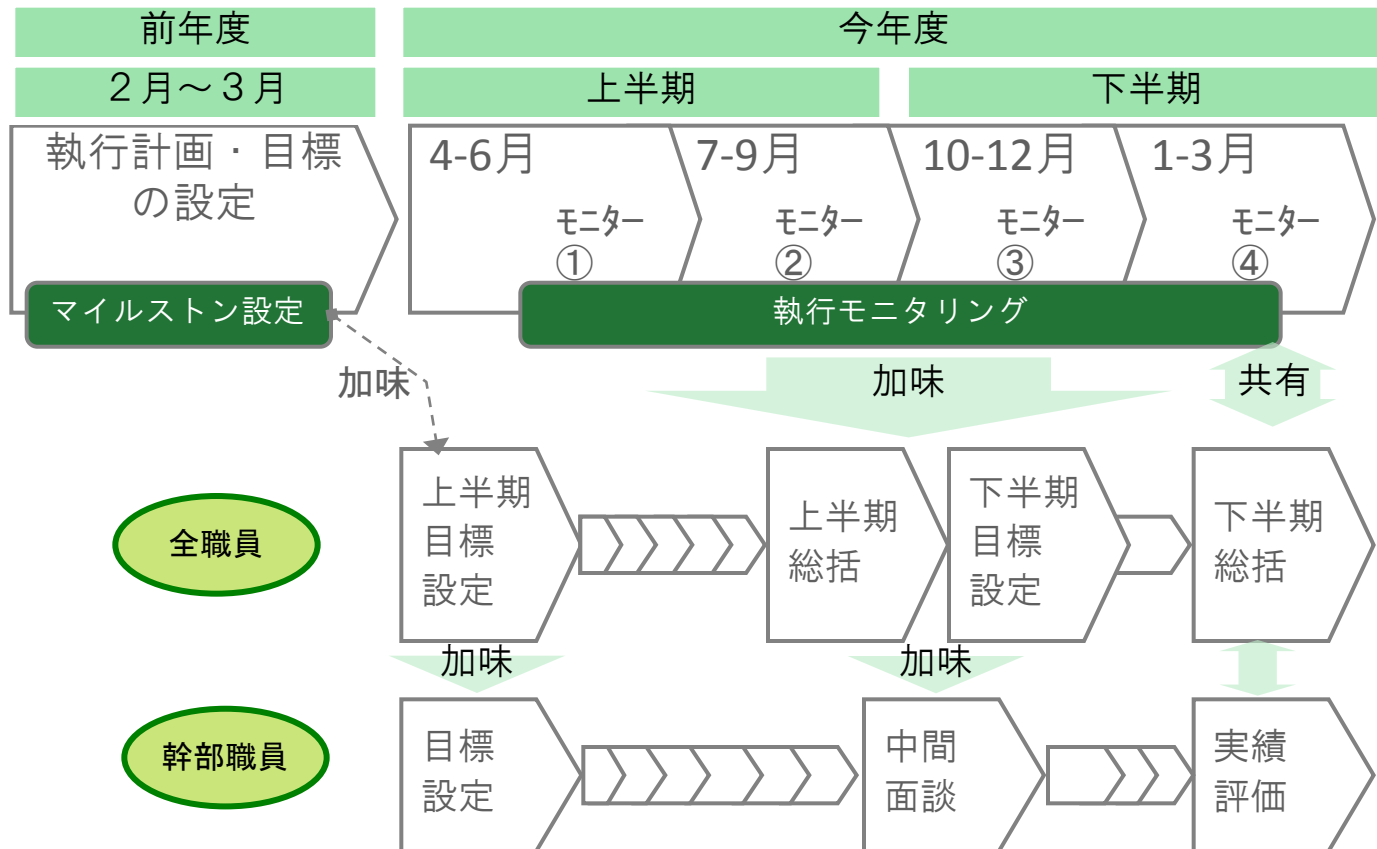 前年度
今年度
2月～3月
上半期
下半期
執行計画・目標
の設定
4-6月
7-9月
10-12月
1-3月
ﾓﾆﾀｰ
①
ﾓﾆﾀｰ
②
ﾓﾆﾀｰ
③
ﾓﾆﾀｰ
④
マイルストン設定
執行モニタリング
加味
加味
共有
全職員
上半期
目標
設定
上半期
総括
下半期
目標
設定
下半期
総括
加味
加味
幹部職員
目標
設定
中間
面談
実績
評価